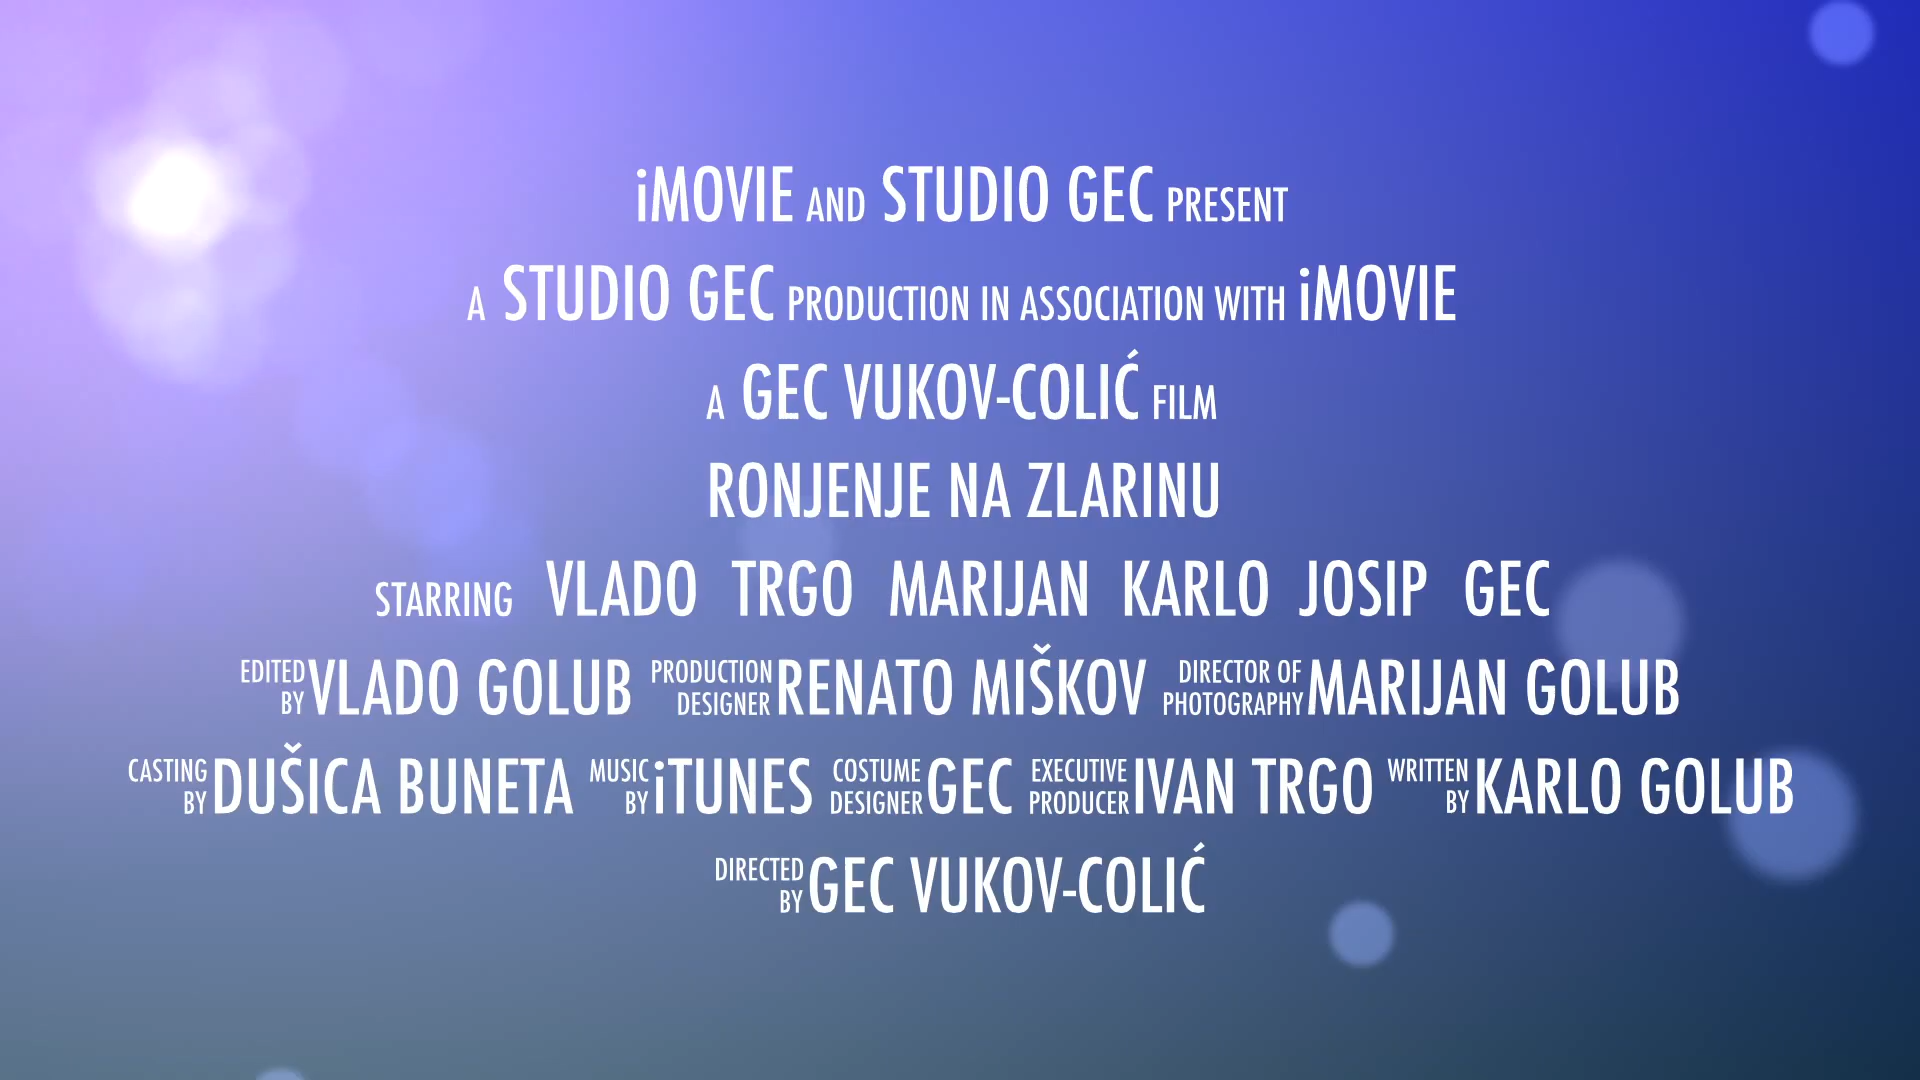 iMOVIE AND STUDIO GEC PRESENT
A STUDIO GEC PRODUCTION IN ASSOCIATION WITH iMOVIE
A GEC VUKOV-COLIĆ FILM
RONJENJE NA ZLARINU
STARRING VLADO TRGO MARIJAN KARLO JOSIP GEC
EDITED BY VLADO GOLUB PRODUCTION DESIGNER RENATO MIŠKOV DIRECTOR OF PHOTOGRAPHY MARIJAN GOLUB
CASTING BY DUŠICA BUNETA MUSIC BY iTUNES COSTUME DESIGNER GEC EXECUTIVE PRODUCER IVAN TRGO WRITTEN BY KARLO GOLUB
DIRECTED BY GEC VUKOV-COLIĆ